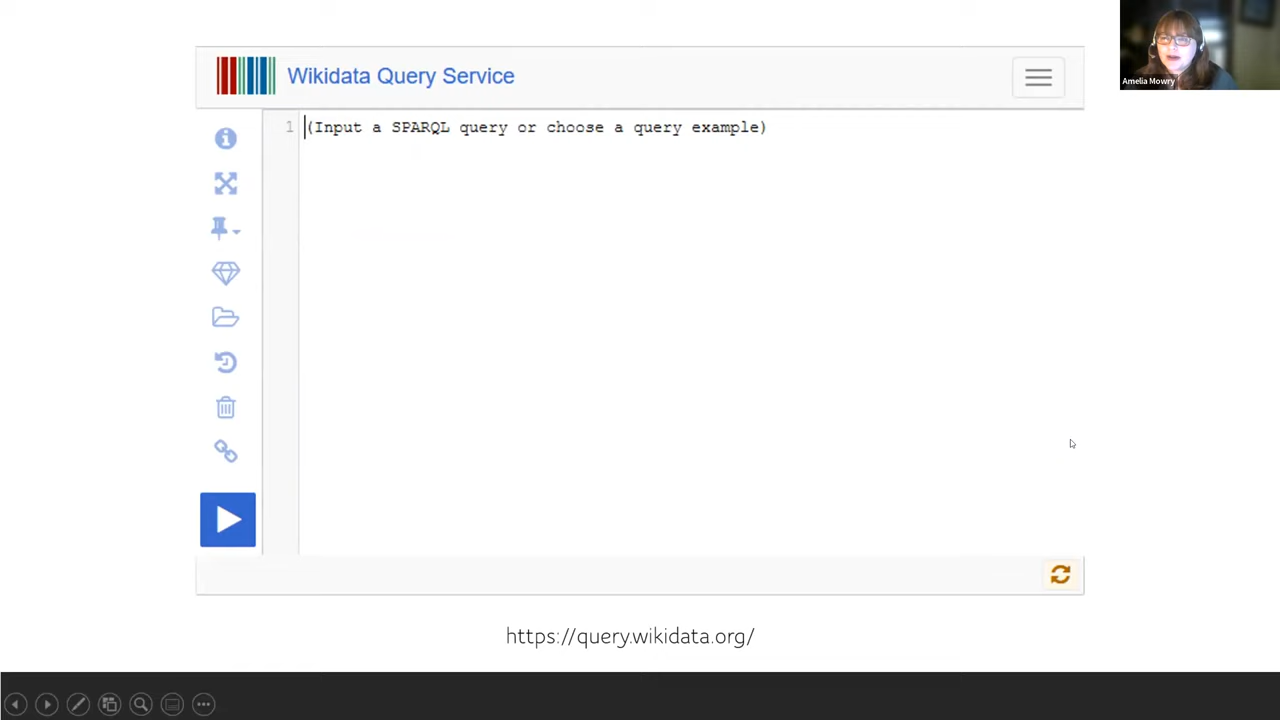 Amelia Mowry
Wikidata Query Service
1 (Input a SPARQL query or choose a query example)
https://query.wikidata.org/